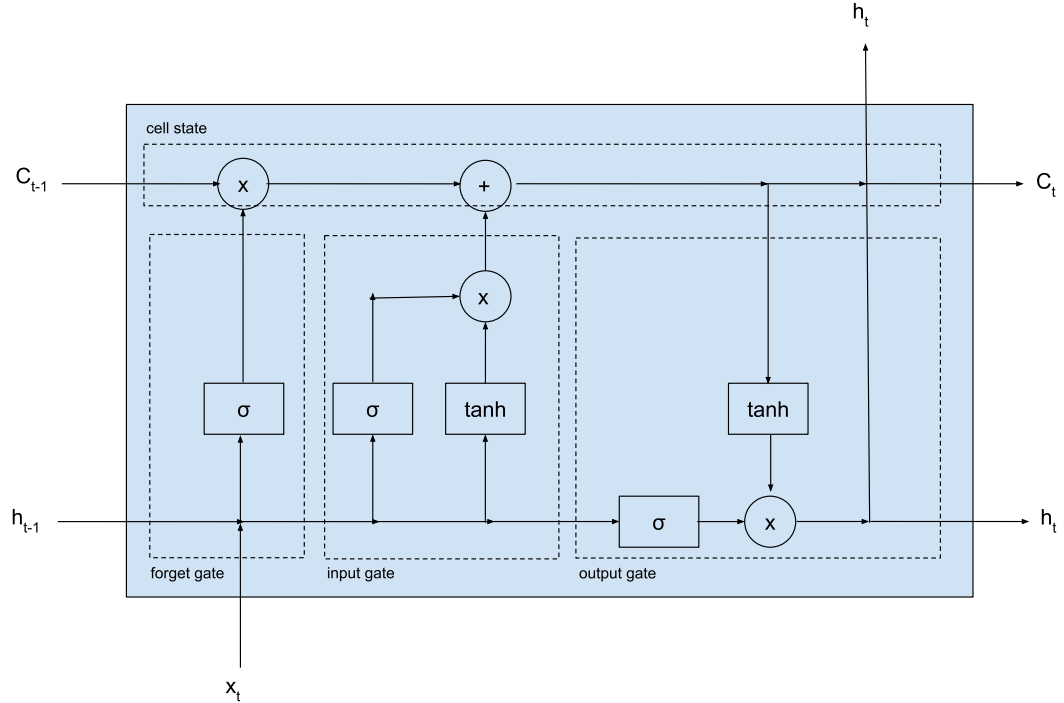 h_t
cell state
C_t-1
x
+
C_t
x
σ
σ
tanh
tanh
h_t-1
σ
x
h_t
forget gate
input gate
output gate
x_t